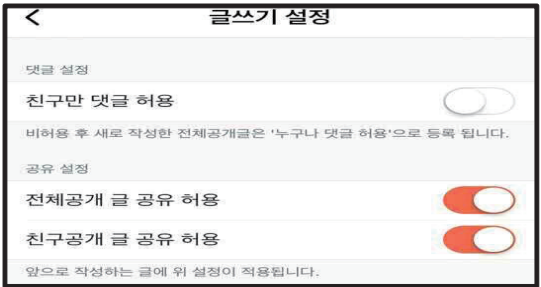 글쓰기 설정
댓글 설정
친구만 댓글 허용
비허용 후 새로 작성한 전체공개글은 '누구나 댓글 허용'으로 등록 됩니다.
공유 설정
전체공개 글 공유 허용
친구공개 글 공유 허용
앞으로 작성하는 글에 위 설정이 적용됩니다.